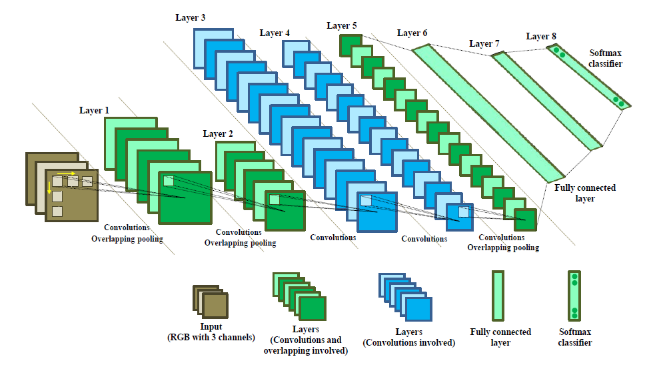 Layer 3
Layer 4
Layer 5
Layer 6
Layer 7
Layer 8
Softmax
classifier
Layer 1
Layer 2
Fully connected
layer
Convolutions
Overlapping pooling
Convolutions
Overlapping pooling
Convolutions
Convolutions
Convolutions
Overlapping pooling
Input
(RGB with 3 channels)
Layers
(Convolutions and
overlapping involved)
Layers
(Convolutions involved)
Fully connected
layer
Softmax
classifier